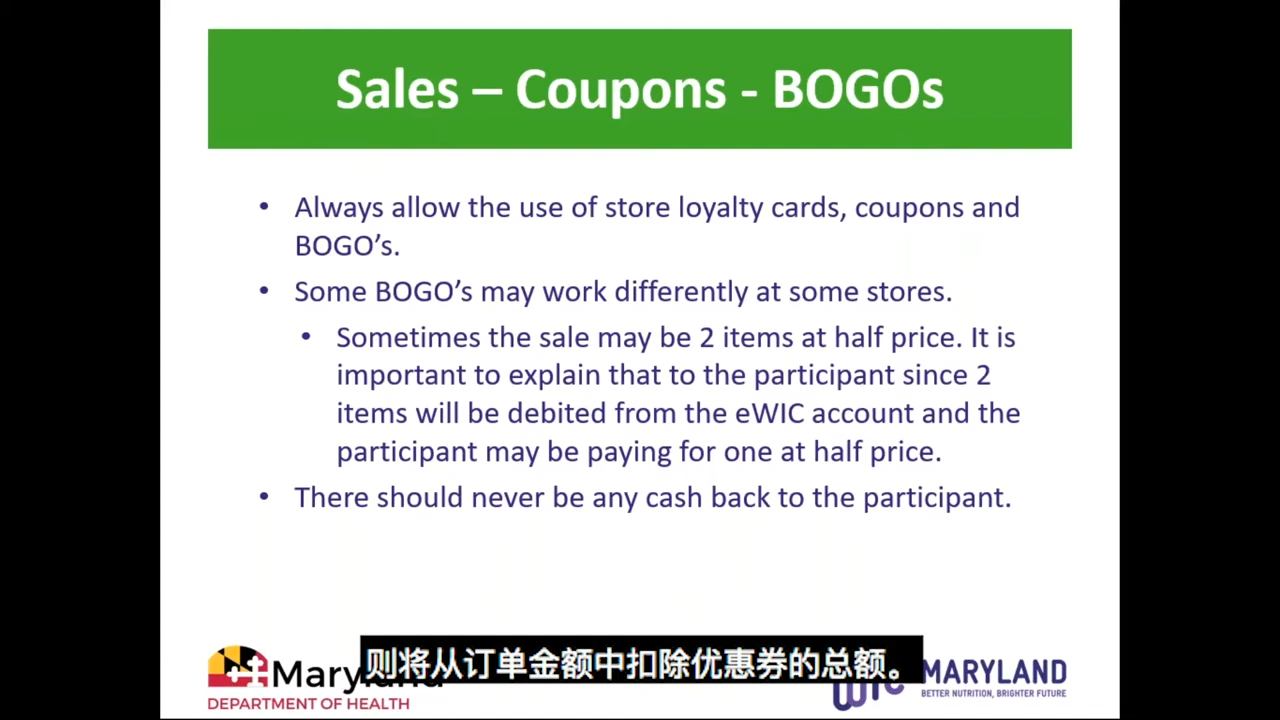 Sales – Coupons - BOGOs
• Always allow the use of store loyalty cards, coupons and
BOGO’s.
• Some BOGO’s may work differently at some stores.
• Sometimes the sale may be 2 items at half price. It is
important to explain that to the participant since 2
items will be debited from the eWIC account and the
participant may be paying for one at half price.
• There should never be any cash back to the participant.
则将从订单金额中扣除优惠券的总额。
Maryland
DEPARTMENT OF HEALTH
MARYLAND
BETTER NUTRITION, BRIGHTER FUTURE